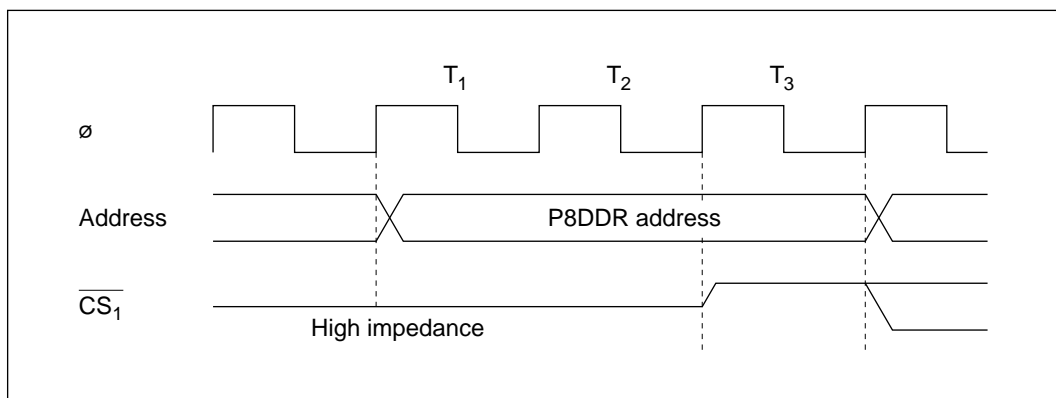 T1 T2 T3
ø
Address P8DDR address
CS1
High impedance